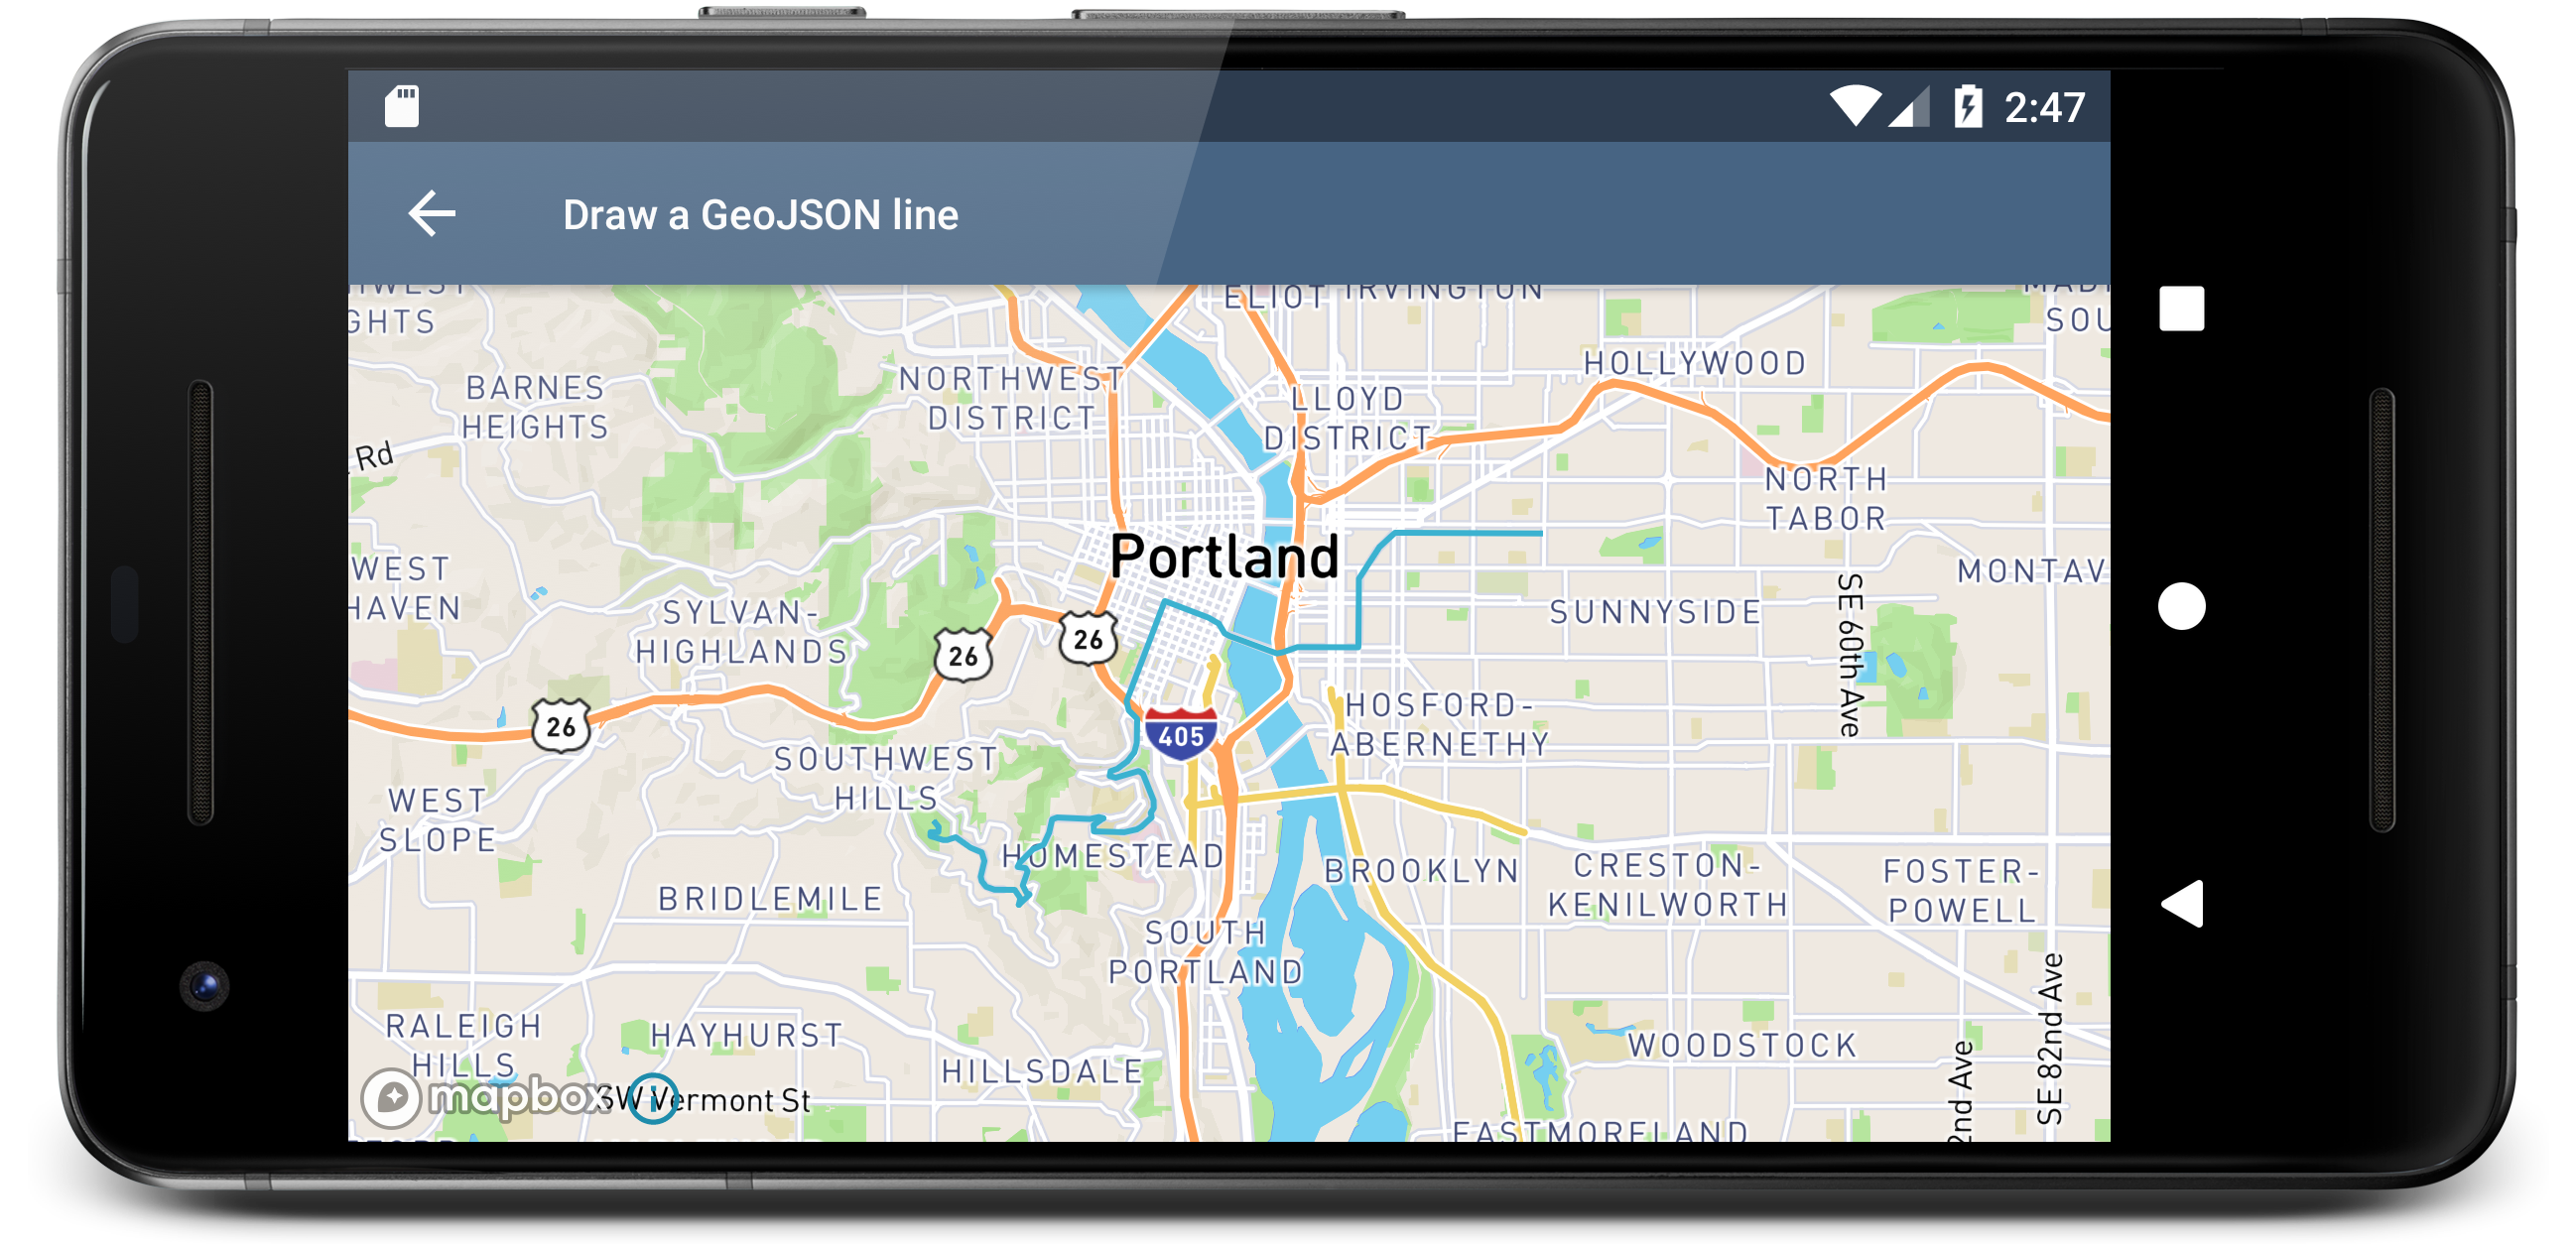 2:47
Draw a GeoJSON line
GHTS
ELIOT
IRVINGTON
SOU
BARNES
HEIGHTS
NORTHWEST
DISTRICT
LLOYD
DISTRICT
HOLLYWOOD
Rd
NORTH
TABOR
Portland
WEST
HAVEN
SYLVAN-
HIGHLANDS
26
26
26
SUNNYSIDE
MONTAV
SE 60th Ave
405
HOSFORD-
ABERNETHY
SOUTHWEST
HILLS
WEST
SLOPE
HOMESTEAD
BROOKLYN
CRESTON-
KENILWORTH
FOSTER-
POWELL
BRIDLEMILE
SOUTH
PORTLAND
RALEIGH
HILLS
HAYHURST
HILLSDALE
WOODSTOCK
2nd Ave
SE 82nd Ave
mapbox
SW Vermont St
EASTMORELAND